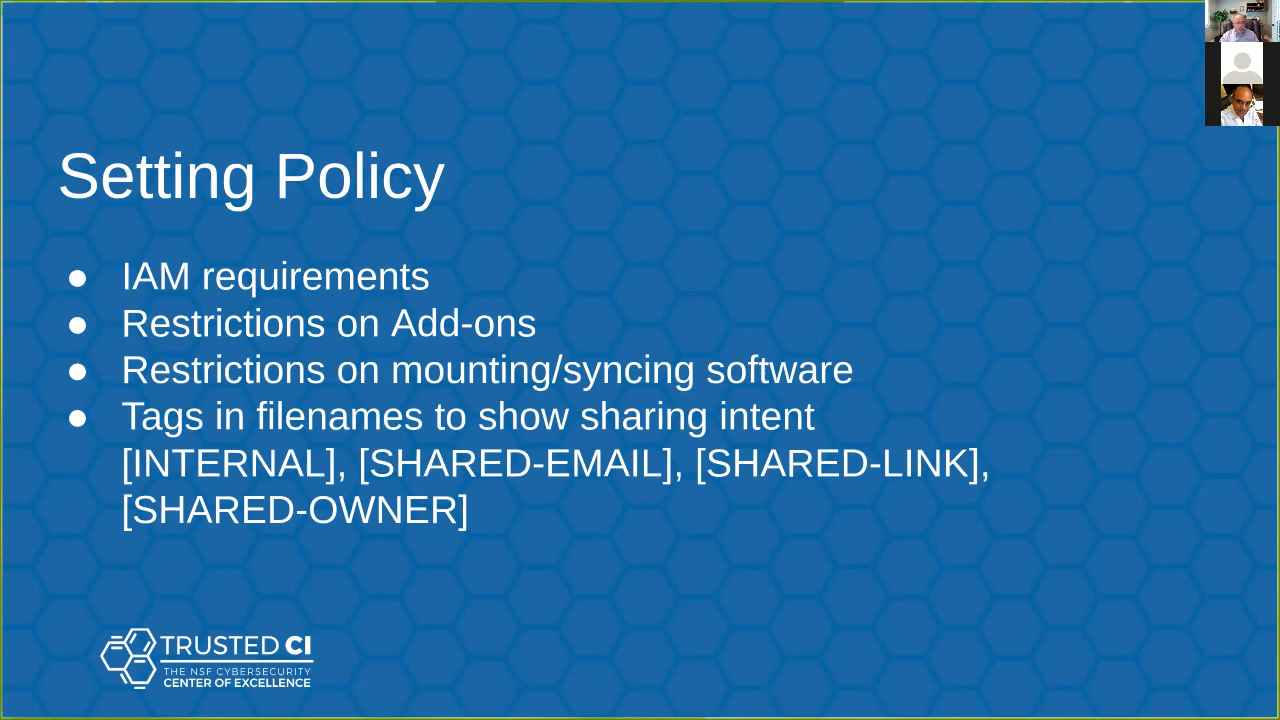 Setting Policy
● IAM requirements
● Restrictions on Add-ons
● Restrictions on mounting/syncing software
● Tags in filenames to show sharing intent
[INTERNAL], [SHARED-EMAIL], [SHARED-LINK],
[SHARED-OWNER]
TRUSTED CI
THE NSF CYBERSECURITY
CENTER OF EXCELLENCE